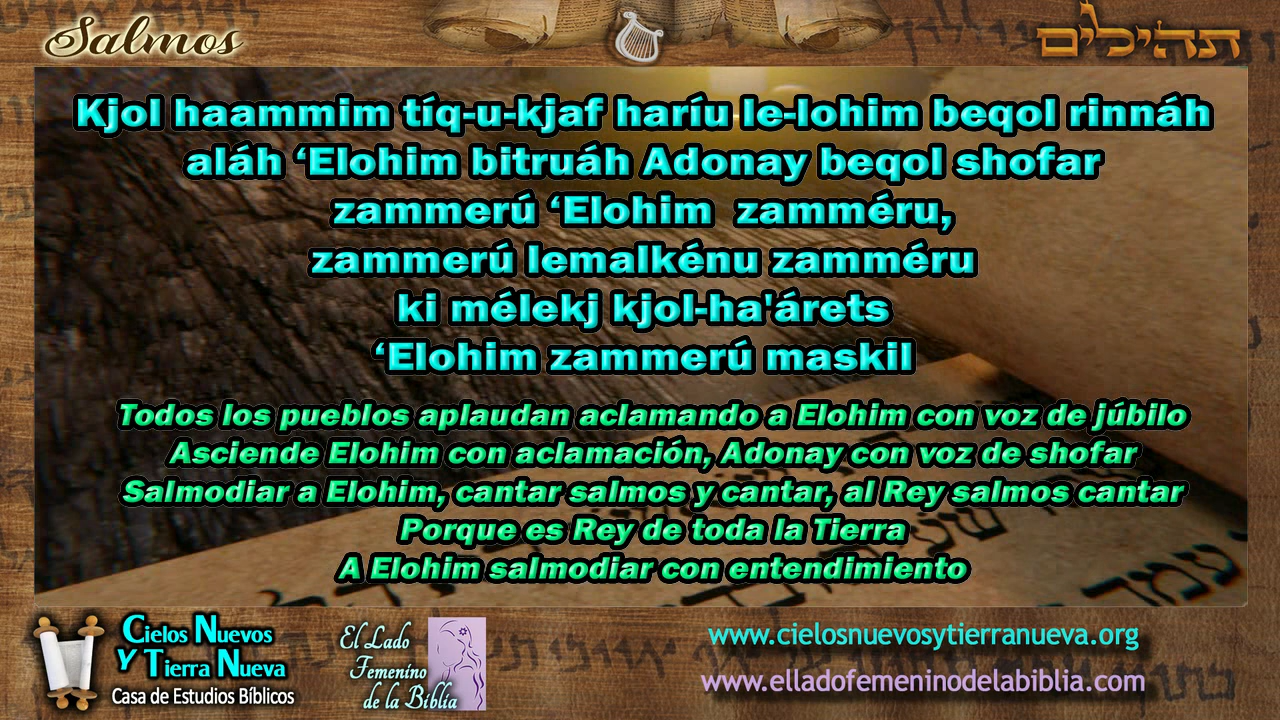 Salmos
תהילים
Kjol haammim tíq-u-kjaf haríu le-lohim beqol rinnáh
aláh ‘Elohim bitruáh Adonay beqol shofar
zammerú ‘Elohim zamméru,
zammerú lemalkénu zamméru
ki mélekj kjol-ha'árets
‘Elohim zammerú maskil
Todos los pueblos aplaudan aclamando a Elohim con voz de júbilo
Asciende Elohim con aclamación, Adonay con voz de shofar
Salmodiar a Elohim, cantar salmos y cantar, al Rey salmos cantar
Porque es Rey de toda la Tierra
A Elohim salmodiar con entendimiento
Cielos Nuevos
Y Tierra Nueva
Casa de Estudios Bíblicos
El Lado
Femenino
de la Biblia
www.cielosnuevosytierranueva.org
www.elladofemeninodelabiblia.com